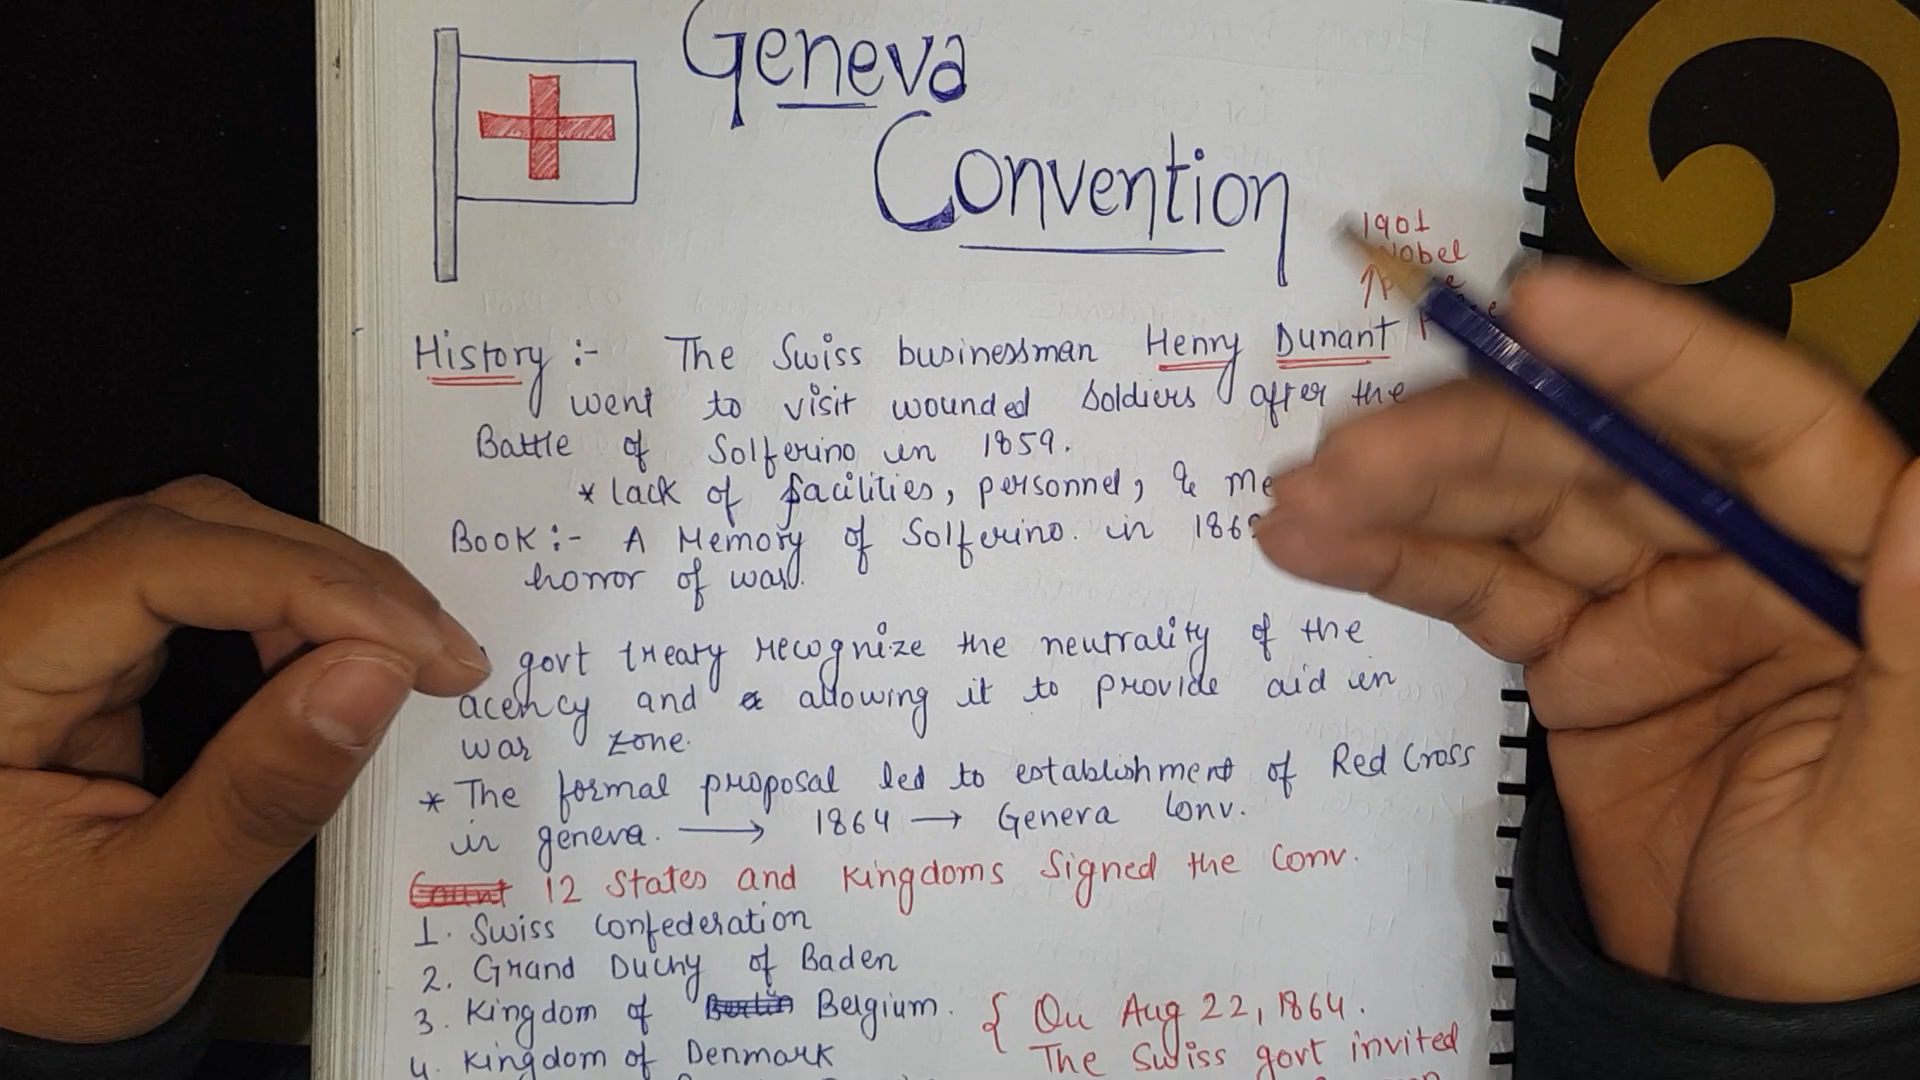 Geneva
Convention
1901
Nobel
History :- The Swiss businessman Henry Dunant
went to visit wounded soldiers after the
Battle of Solferino in 1859.
* lack of facilities, personnel, &
Book :- A Memory of Solferino. in
horror of war.
govt treaty recognize the neutrality of the
acency and allowing it to provide aid in
war zone.
* The formal proposal led to establishment of Red Cross
in geneva. → 1864 → Geneva Conv.
12 States and Kingdoms Signed the Conv.
1. Swiss Confederation
2. Grand Duchy of Baden
3. Kingdom of Belgium. { On Aug 22, 1864.
4. Kingdom of Denmark The Swiss govt invited